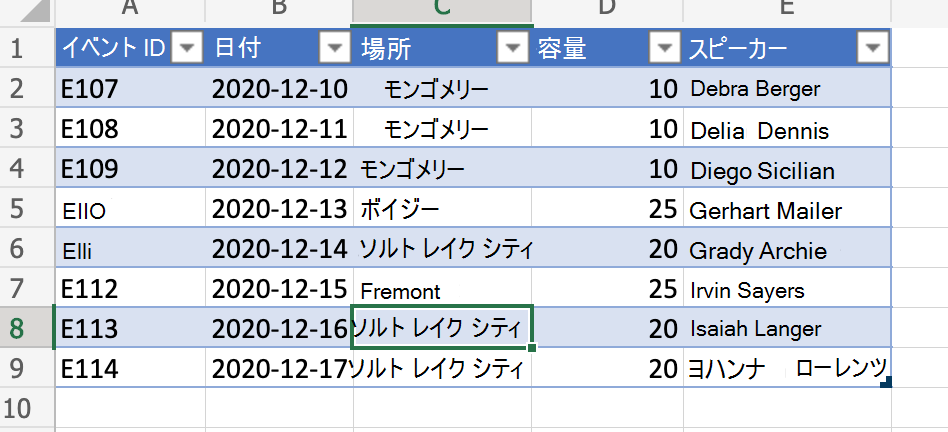 A B C D E
1 イベント ID 日付 場所 容量 スピーカー
2 E107 2020-12-10 モンゴメリー 10 Debra Berger
3 E108 2020-12-11 モンゴメリー 10 Delia Dennis
4 E109 2020-12-12 モンゴメリー 10 Diego Sicilian
5 EIIO 2020-12-13 ボイジー 25 Gerhart Mailer
6 Elli 2020-12-14 ソルト レイク シティ 20 Grady Archie
7 E112 2020-12-15 Fremont 25 Irvin Sayers
8 E113 2020-12-16 ソルト レイク シティ 20 Isaiah Langer
9 E114 2020-12-17 ソルト レイク シティ 20 ヨハンナ ローレンツ
10